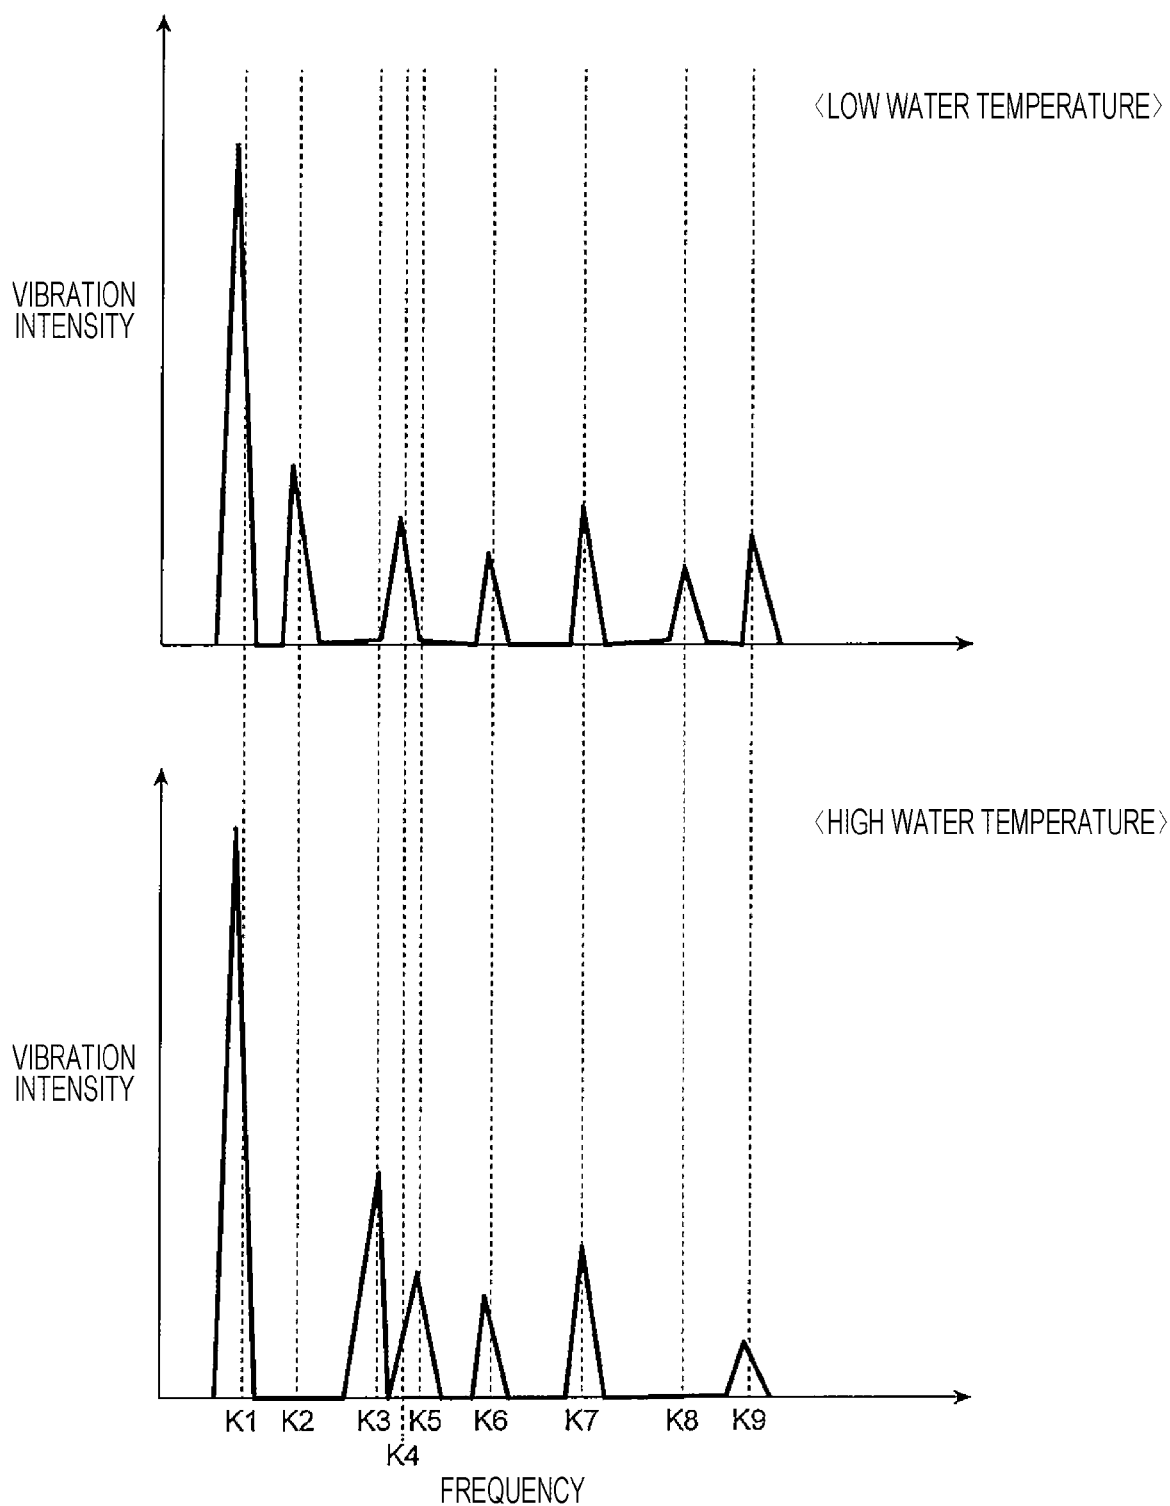 〈LOW WATER TEMPERATURE〉
VIBRATION
INTENSITY
〈HIGH WATER TEMPERATURE〉
VIBRATION
INTENSITY
K1 K2 K3 K5 K6 K7 K8 K9
K4
FREQUENCY